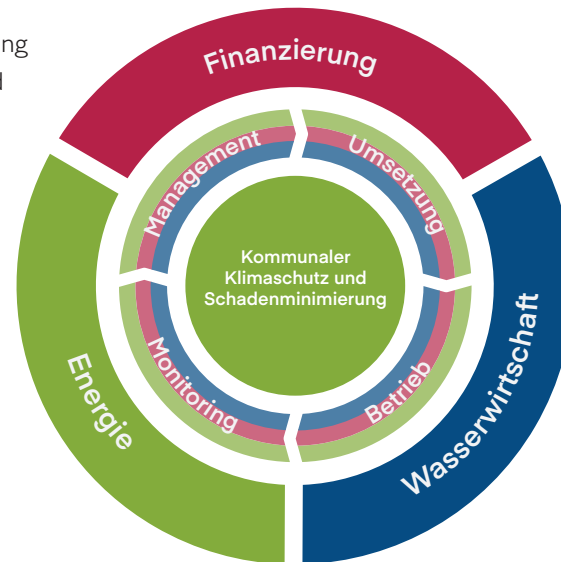 Finanzierung
Management
Umsetzung
Kommunaler
Klimaschutz und
Schadenminimierung
Monitoring
Betrieb
Energie
Wasserwirtschaft